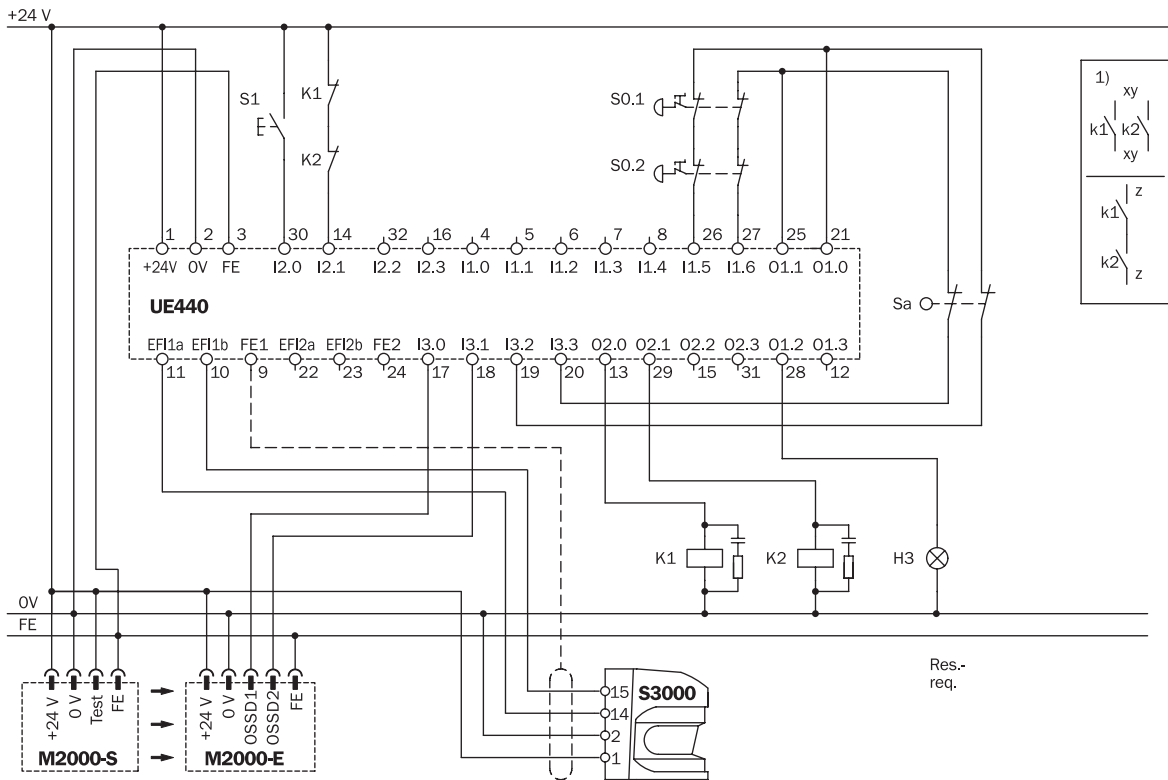 +24 V
S1
K1
K2
S0.1
S0.2
1)
xy
k1 k2
xy
z
k1
k2
z
1 2 3 30 14 32 16 4 5 6 7 8 26 27 25 21
+24V 0V FE I2.0 I2.1 I2.2 I2.3 I1.0 I1.1 I1.2 I1.3 I1.4 I1.5 I1.6 O1.1 O1.0
UE440
Sa
EFI1a EFI1b FE1 EFI2a EFI2b FE2 I3.0 I3.1 I3.2 I3.3 O2.0 O2.1 O2.2 O2.3 O1.2 O1.3
11 10 9 22 23 24 17 18 19 20 13 29 15 31 28 12
K1 K2 H3
0V
FE
Res.-
req.
+24 V
0 V
Test
FE
M2000-S
+24 V
0 V
OSSD1
OSSD2
FE
M2000-E
15
S3000
14
2
1